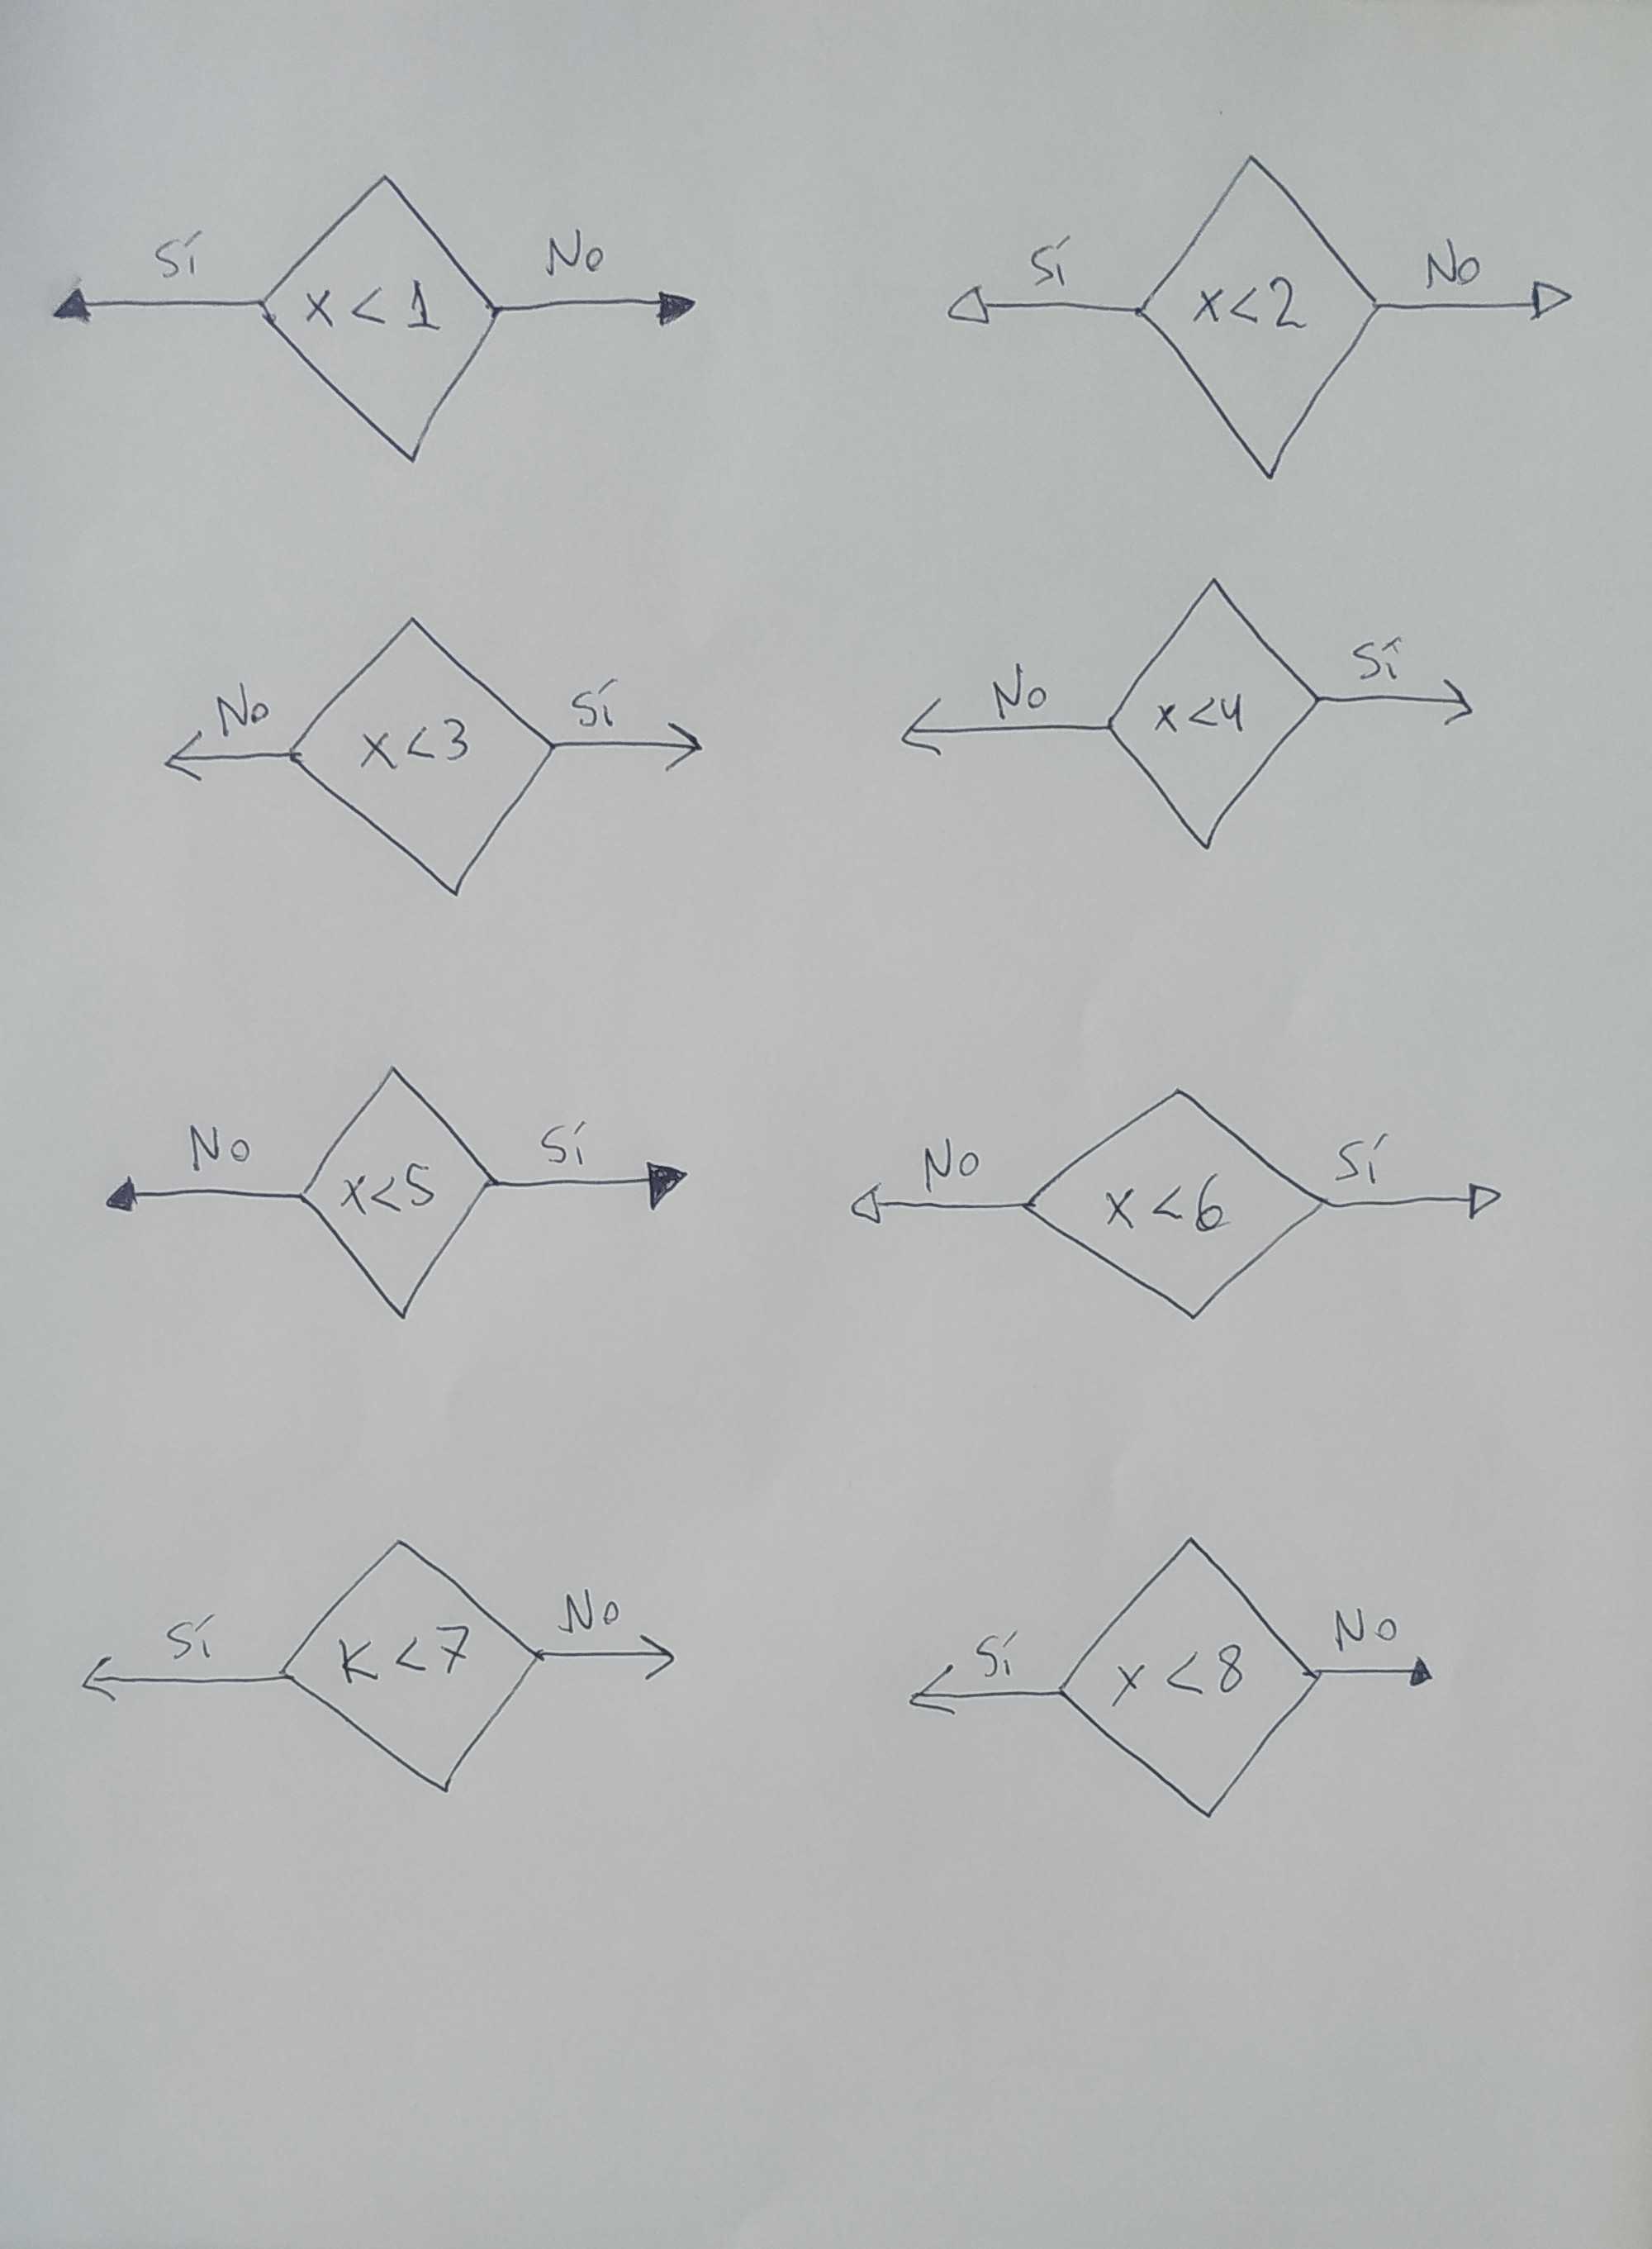 Sí x < 1 No
Sí x < 2 No
No x < 3 Sí
No x < 4 Sí
No x < 5 Sí
No x < 6 Sí
Sí K < 7 No
Sí x < 8 No